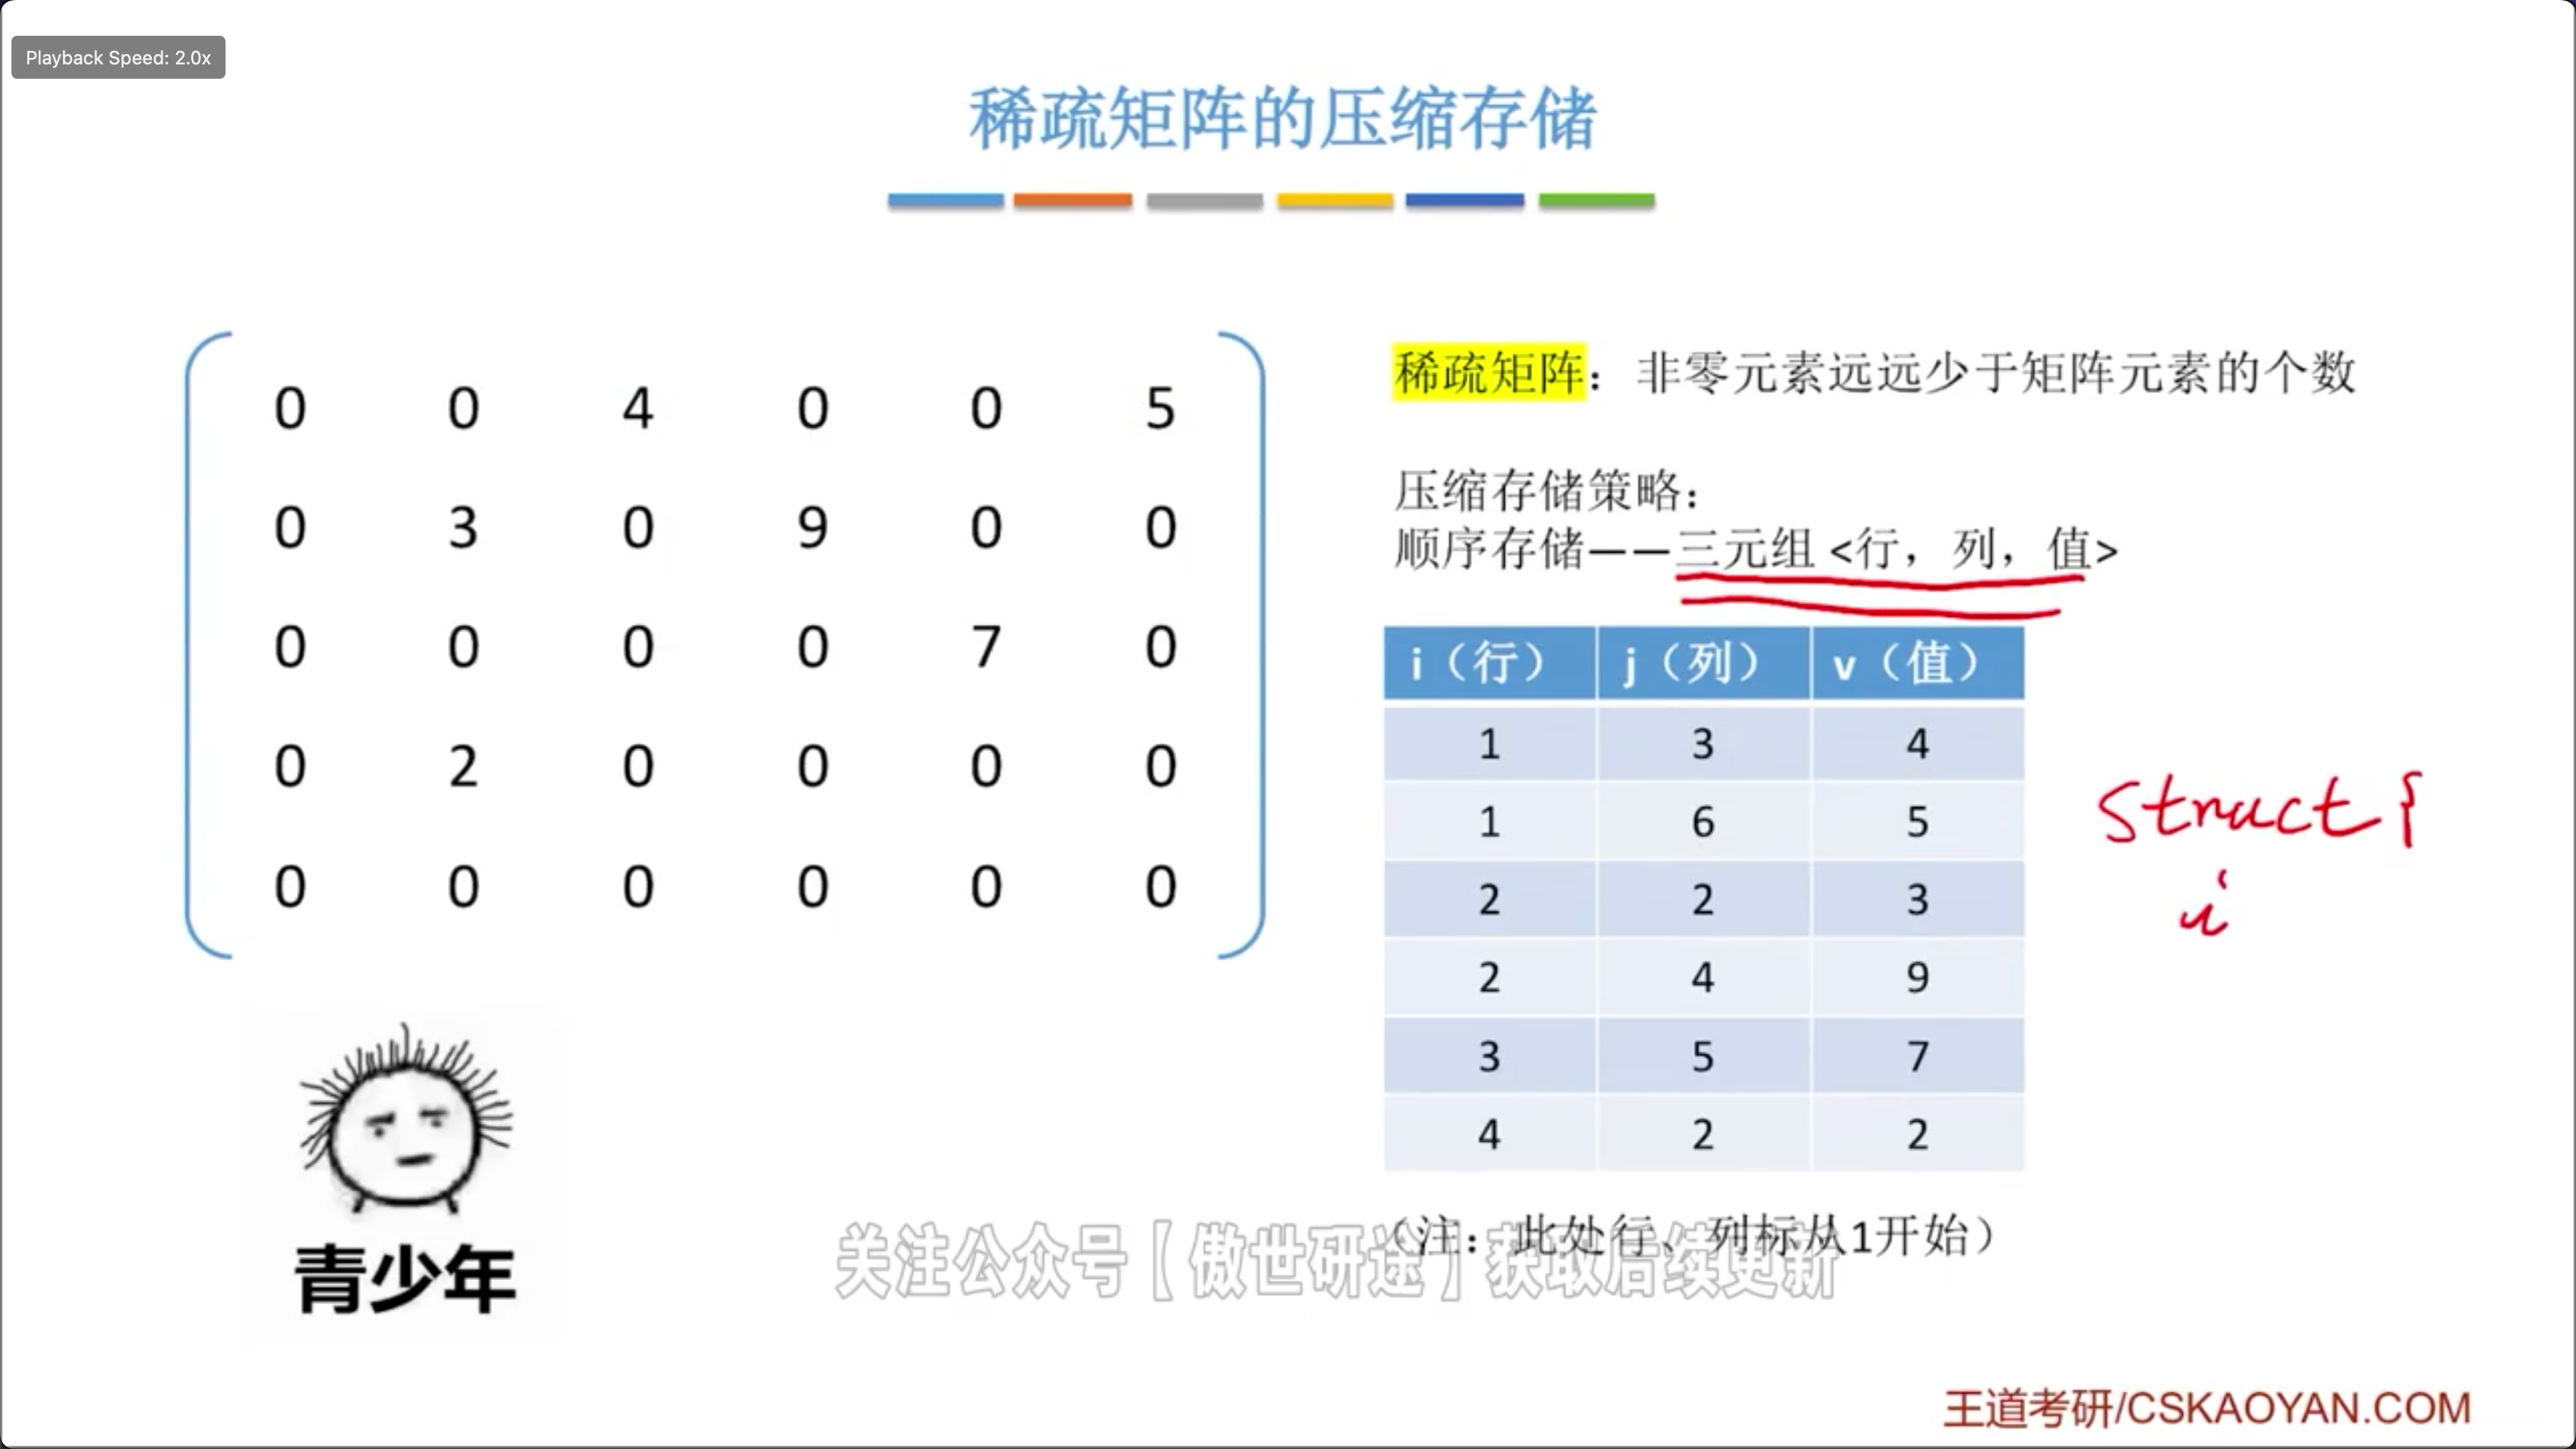 Playback Speed: 2.0x
稀疏矩阵的压缩存储
0 0 4 0 0 5
0 3 0 9 0 0
0 0 0 0 7 0
0 2 0 0 0 0
0 0 0 0 0 0
青少年
稀疏矩阵：非零元素远远少于矩阵元素的个数
压缩存储策略：
顺序存储——三元组 <行，列，值>
i（行） j（列） v（值）
1 3 4
1 6 5
2 2 3
2 4 9
3 5 7
4 2 2
struct {
i
（注：此处行、列标从1开始）
关注公众号【傲世研途】获取后续更新
王道考研/CSKAOYAN.COM